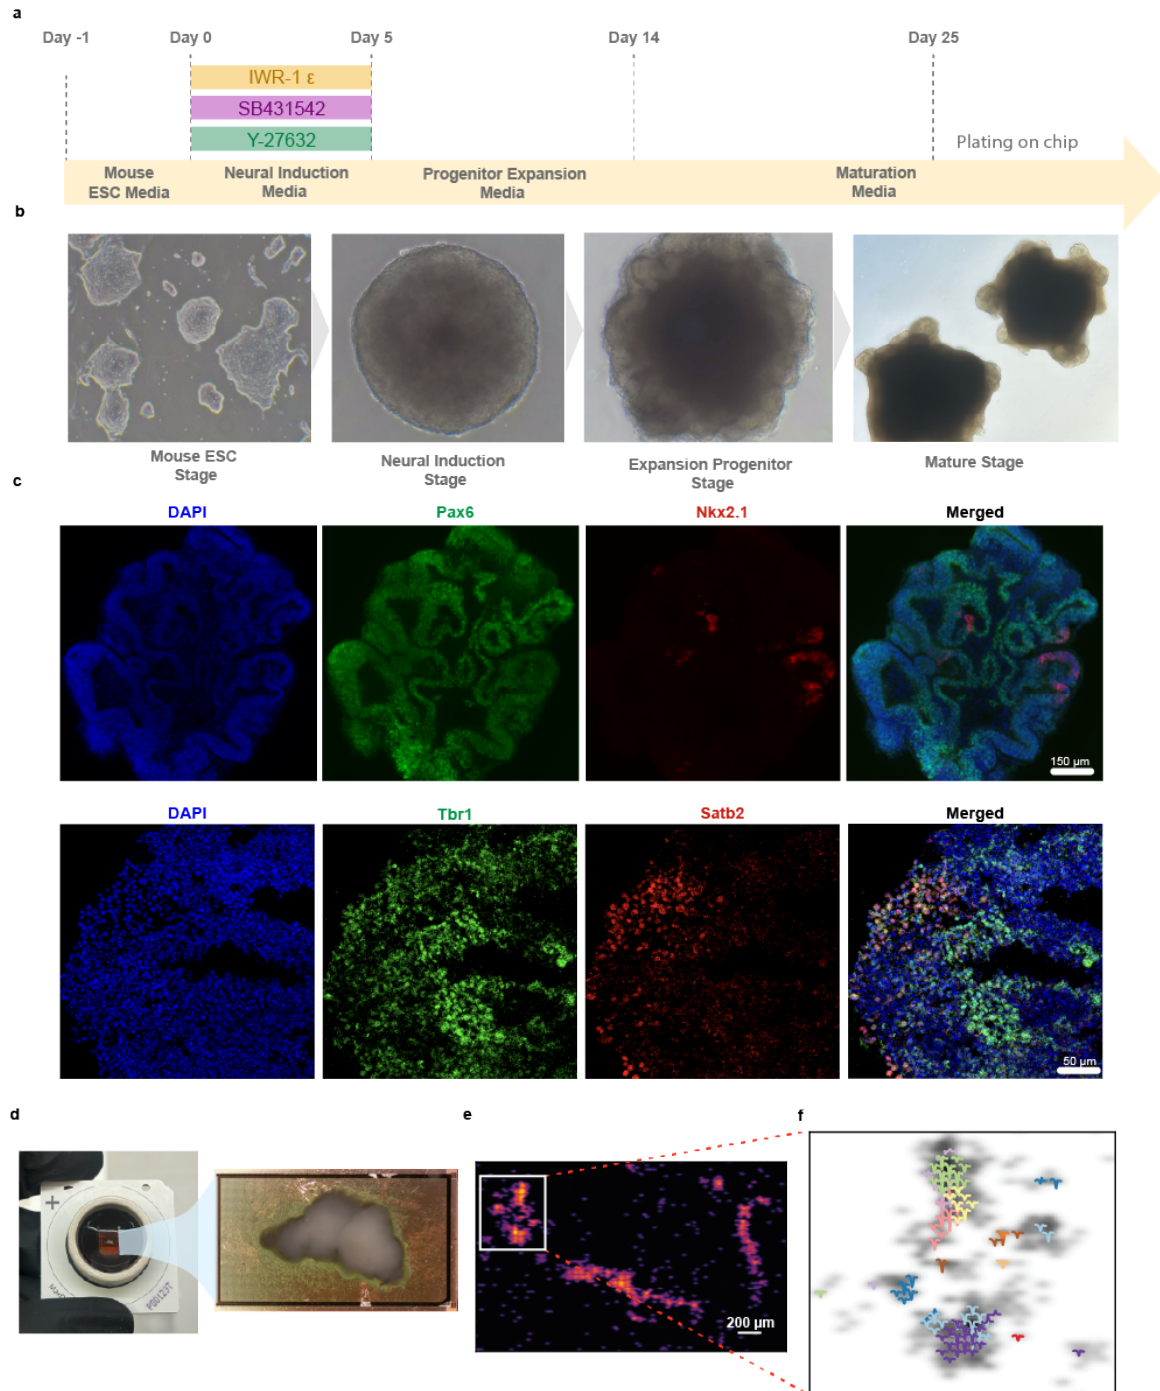 a
Day -1
Day 0
Day 5
Day 14
Day 25
IWR-1 ε
SB431542
Y-27632
Plating on chip
Mouse
ESC Media
Neural Induction
Media
Progenitor Expansion
Media
Maturation
Media
b
Mouse ESC
Stage
Neural Induction
Stage
Expansion Progenitor
Stage
Mature Stage
c
DAPI
Pax6
Nkx2.1
Merged
150 µm
DAPI
Tbr1
Satb2
Merged
50 µm
d
+
e
200 µm
f